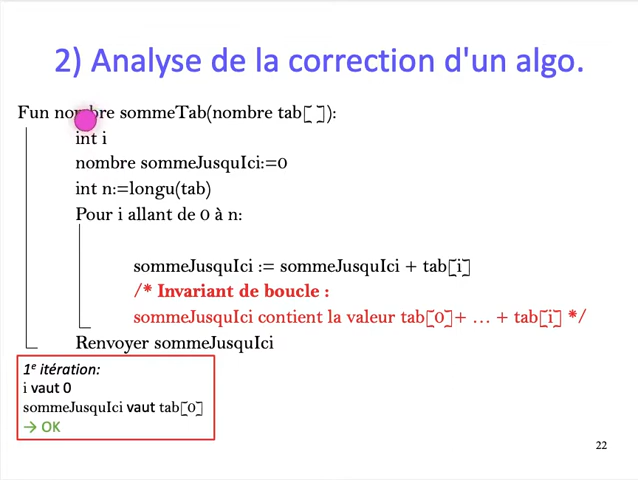 2) Analyse de la correction d'un algo.
Fun nombre sommeTab(nombre tab[ ]):
int i
nombre sommeJusquIci:=0
int n:=longu(tab)
Pour i allant de 0 à n:
sommeJusquIci := sommeJusquIci + tab[i]
/* Invariant de boucle :
sommeJusquIci contient la valeur tab[0]+ … + tab[i] */
Renvoyer sommeJusquIci
1e itération:
i vaut 0
sommeJusquIci vaut tab[0]
→ OK
22